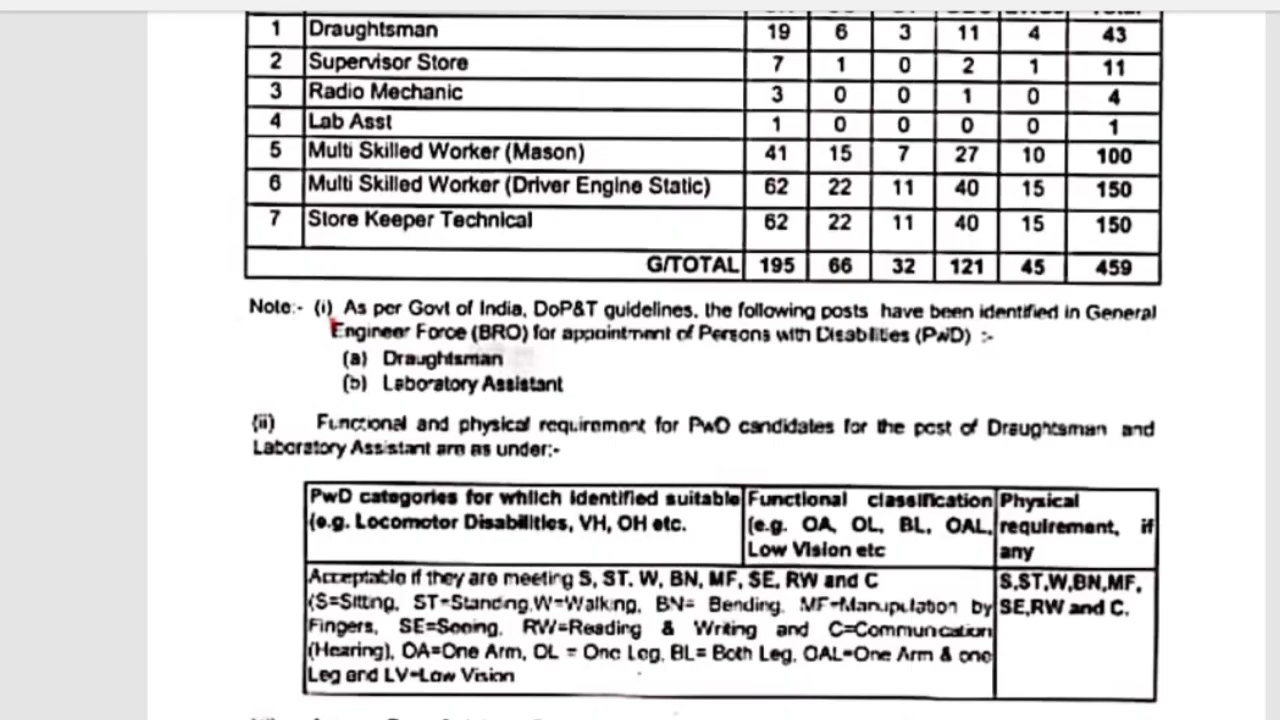 1 Draughtsman 19 6 3 11 4 43
2 Supervisor Store 7 1 0 2 1 11
3 Radio Mechanic 3 0 0 1 0 4
4 Lab Asst 1 0 0 0 0 1
5 Multi Skilled Worker (Mason) 41 15 7 27 10 100
6 Multi Skilled Worker (Driver Engine Static) 62 22 11 40 15 150
7 Store Keeper Technical 62 22 11 40 15 150
G/TOTAL 195 66 32 121 45 459
Note:- (i) As per Govt of India, DoP&T guidelines, the following posts have been identified in General
Engineer Force (BRO) for appointment of Persons with Disabilities (PwD) :-
(a) Draughtsman
(b) Laboratory Assistant
(ii) Functional and physical requirement for PwD candidates for the post of Draughtsman and
Laboratory Assistant are as under:-
PwD categories for which identified suitable
(e.g. Locomotor Disabilities, VH, OH etc.
Functional classification
(e.g. OA, OL, BL, OAL,
Low Vision etc
Physical
requirement, if
any
Acceptable if they are meeting S, ST, W, BN, MF, SE, RW and C
(S=Sitting, ST=Standing,W=Walking, BN= Bending, MF=Manipulation by
Fingers, SE=Seeing, RW=Reading & Writing and C=Communication
(Hearing), OA=One Arm, OL = One Leg, BL= Both Leg, OAL=One Arm & one
Leg and LV=Low Vision
S,ST,W,BN,MF,
SE,RW and C.